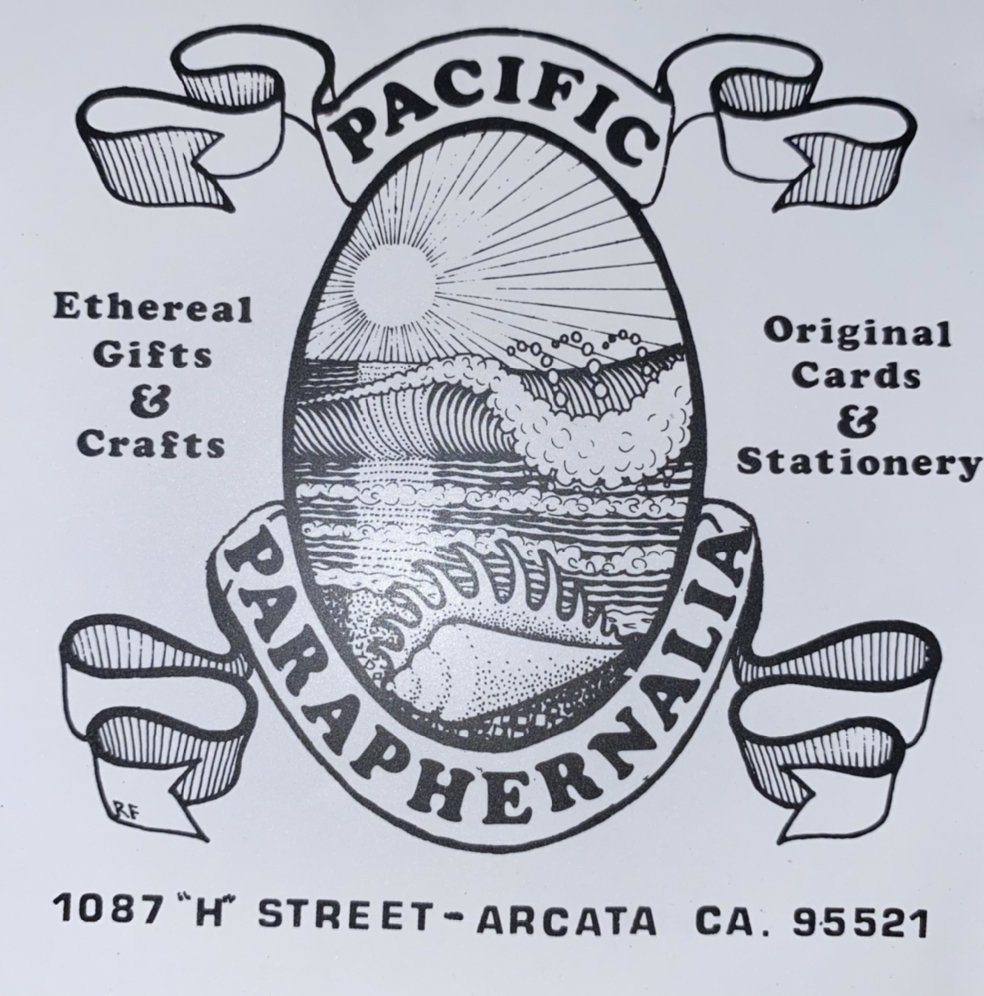 PACIFIC
Ethereal
Gifts
&
Crafts
Original
Cards
&
Stationery
PARAPHERNALIA
RF
1087 "H" STREET - ARCATA CA. 95521